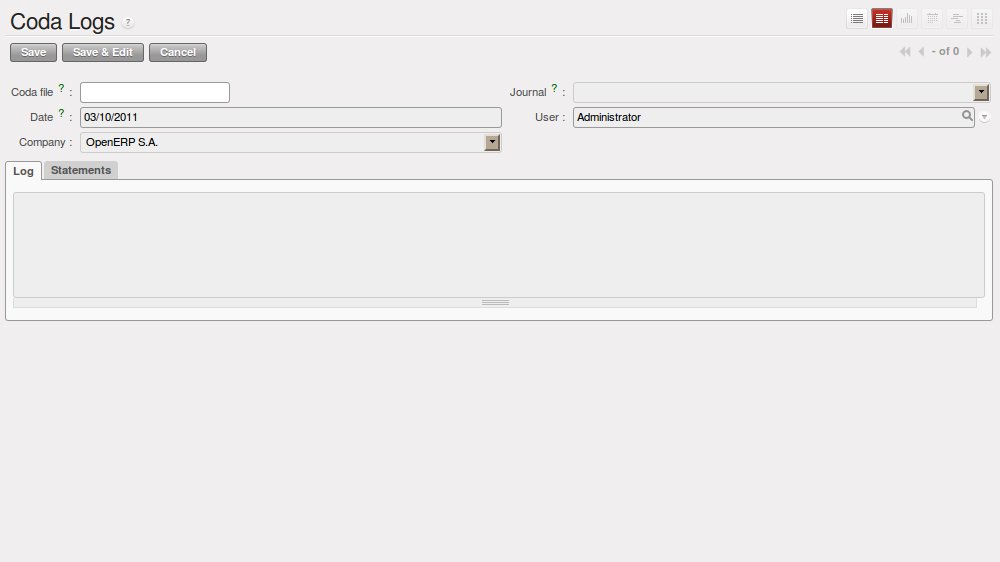 Coda Logs ?
Save Save & Edit Cancel - of 0
Coda file ? : Journal ? :
Date ? : 03/10/2011 User : Administrator
Company : OpenERP S.A.
Log Statements